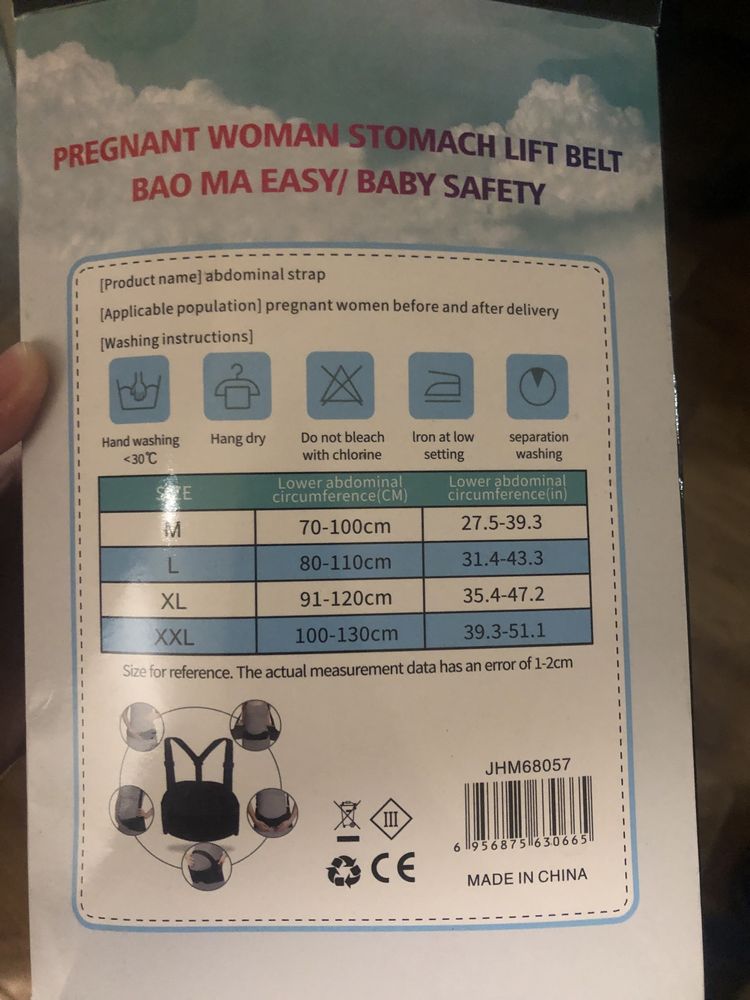 PREGNANT WOMAN STOMACH LIFT BELT
BAO MA EASY/ BABY SAFETY
[Product name] abdominal strap
[Applicable population] pregnant women before and after delivery
[Washing instructions]
Hand washing <30℃
Hang dry
Do not bleach with chlorine
Iron at low setting
separation washing
SIZE Lower abdominal circumference(CM) Lower abdominal circumference(in)
M 70-100cm 27.5-39.3
L 80-110cm 31.4-43.3
XL 91-120cm 35.4-47.2
XXL 100-130cm 39.3-51.1
Size for reference. The actual measurement data has an error of 1-2cm
JHM68057
III
CE
6 956875 630665
MADE IN CHINA